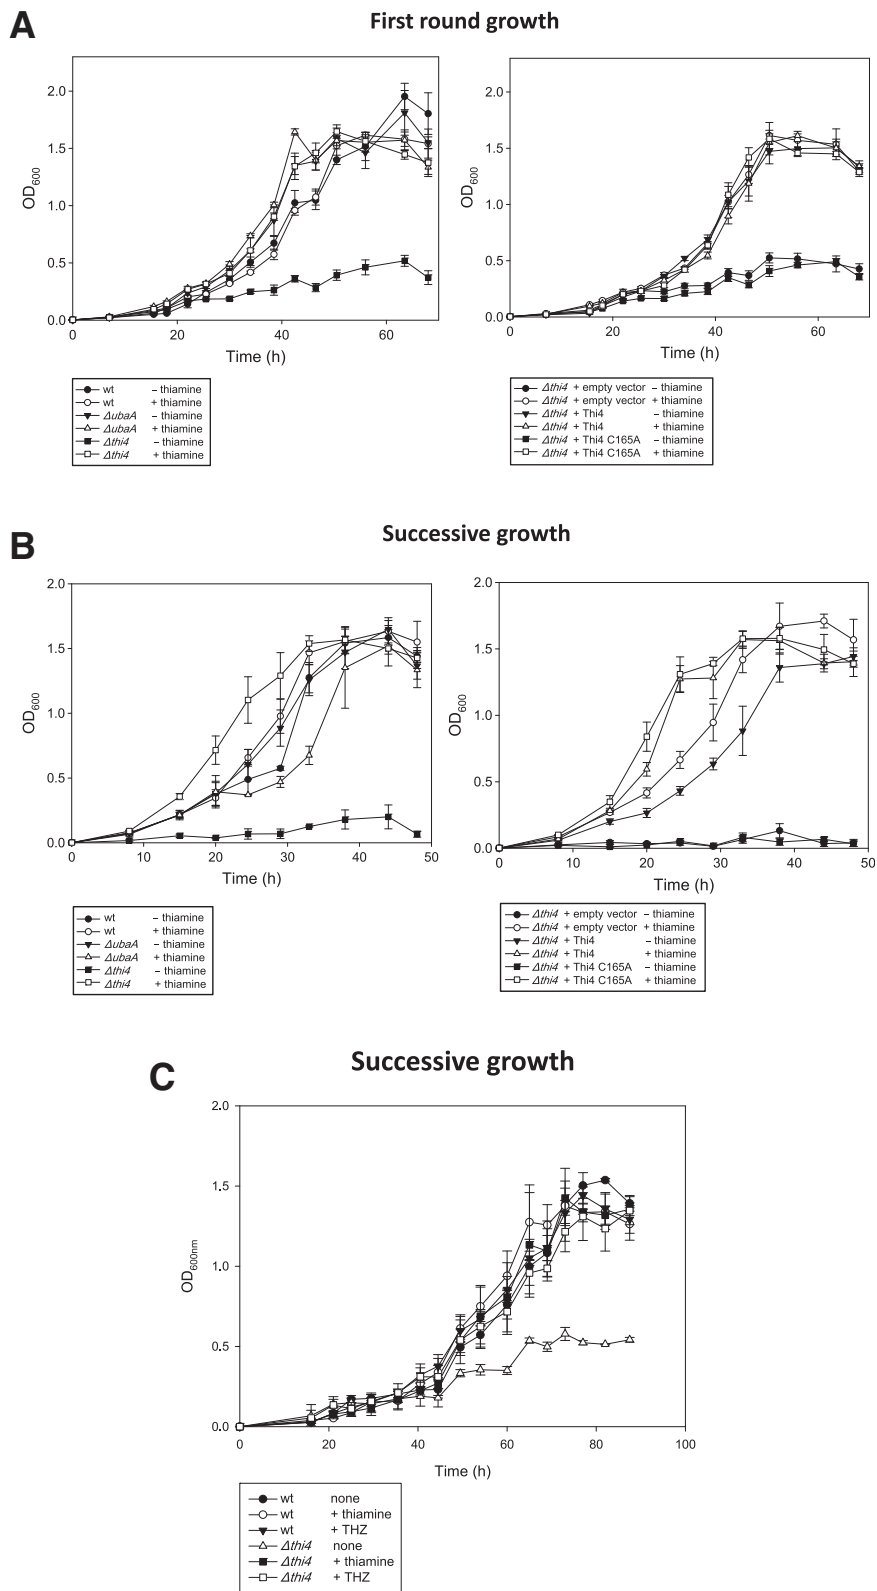 A
First round growth
2.0
1.5
1.0
0.5
0.0
OD600
0 20 40 60
Time (h)
wt – thiamine
wt + thiamine
ΔubaA – thiamine
ΔubaA + thiamine
Δthi4 – thiamine
Δthi4 + thiamine
2.0
1.5
1.0
0.5
0.0
OD600
0 20 40 60
Time (h)
Δthi4 + empty vector – thiamine
Δthi4 + empty vector + thiamine
Δthi4 + Thi4 – thiamine
Δthi4 + Thi4 + thiamine
Δthi4 + Thi4 C165A – thiamine
Δthi4 + Thi4 C165A + thiamine
B
Successive growth
2.0
1.5
1.0
0.5
0.0
OD600
0 10 20 30 40 50
Time (h)
wt – thiamine
wt + thiamine
ΔubaA – thiamine
ΔubaA + thiamine
Δthi4 – thiamine
Δthi4 + thiamine
2.0
1.5
1.0
0.5
0.0
OD600
0 10 20 30 40 50
Time (h)
Δthi4 + empty vector – thiamine
Δthi4 + empty vector + thiamine
Δthi4 + Thi4 – thiamine
Δthi4 + Thi4 + thiamine
Δthi4 + Thi4 C165A – thiamine
Δthi4 + Thi4 C165A + thiamine
C
Successive growth
2.0
1.5
1.0
0.5
0.0
OD600nm
0 20 40 60 80 100
Time (h)
wt none
wt + thiamine
wt + THZ
Δthi4 none
Δthi4 + thiamine
Δthi4 + THZ